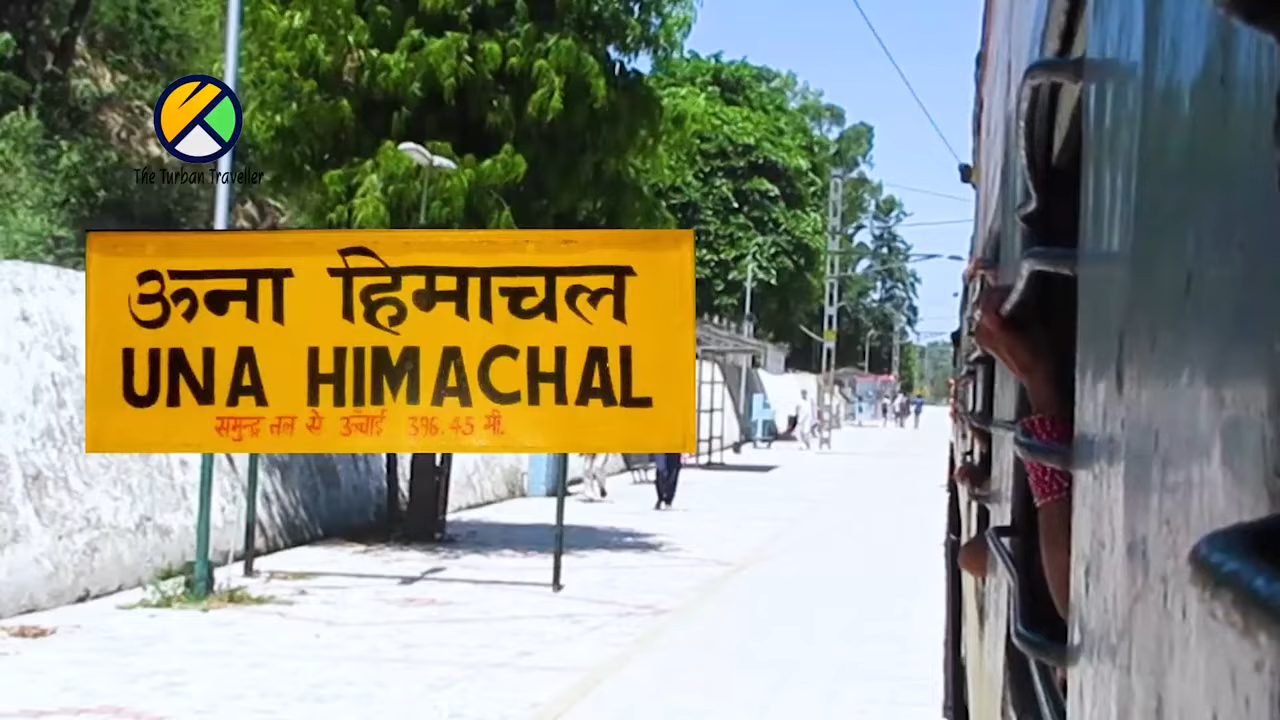 The Turban Traveller
ऊना हिमाचल
UNA HIMACHAL
समुन्द्र तल से ऊँचाई 396.45 मी.